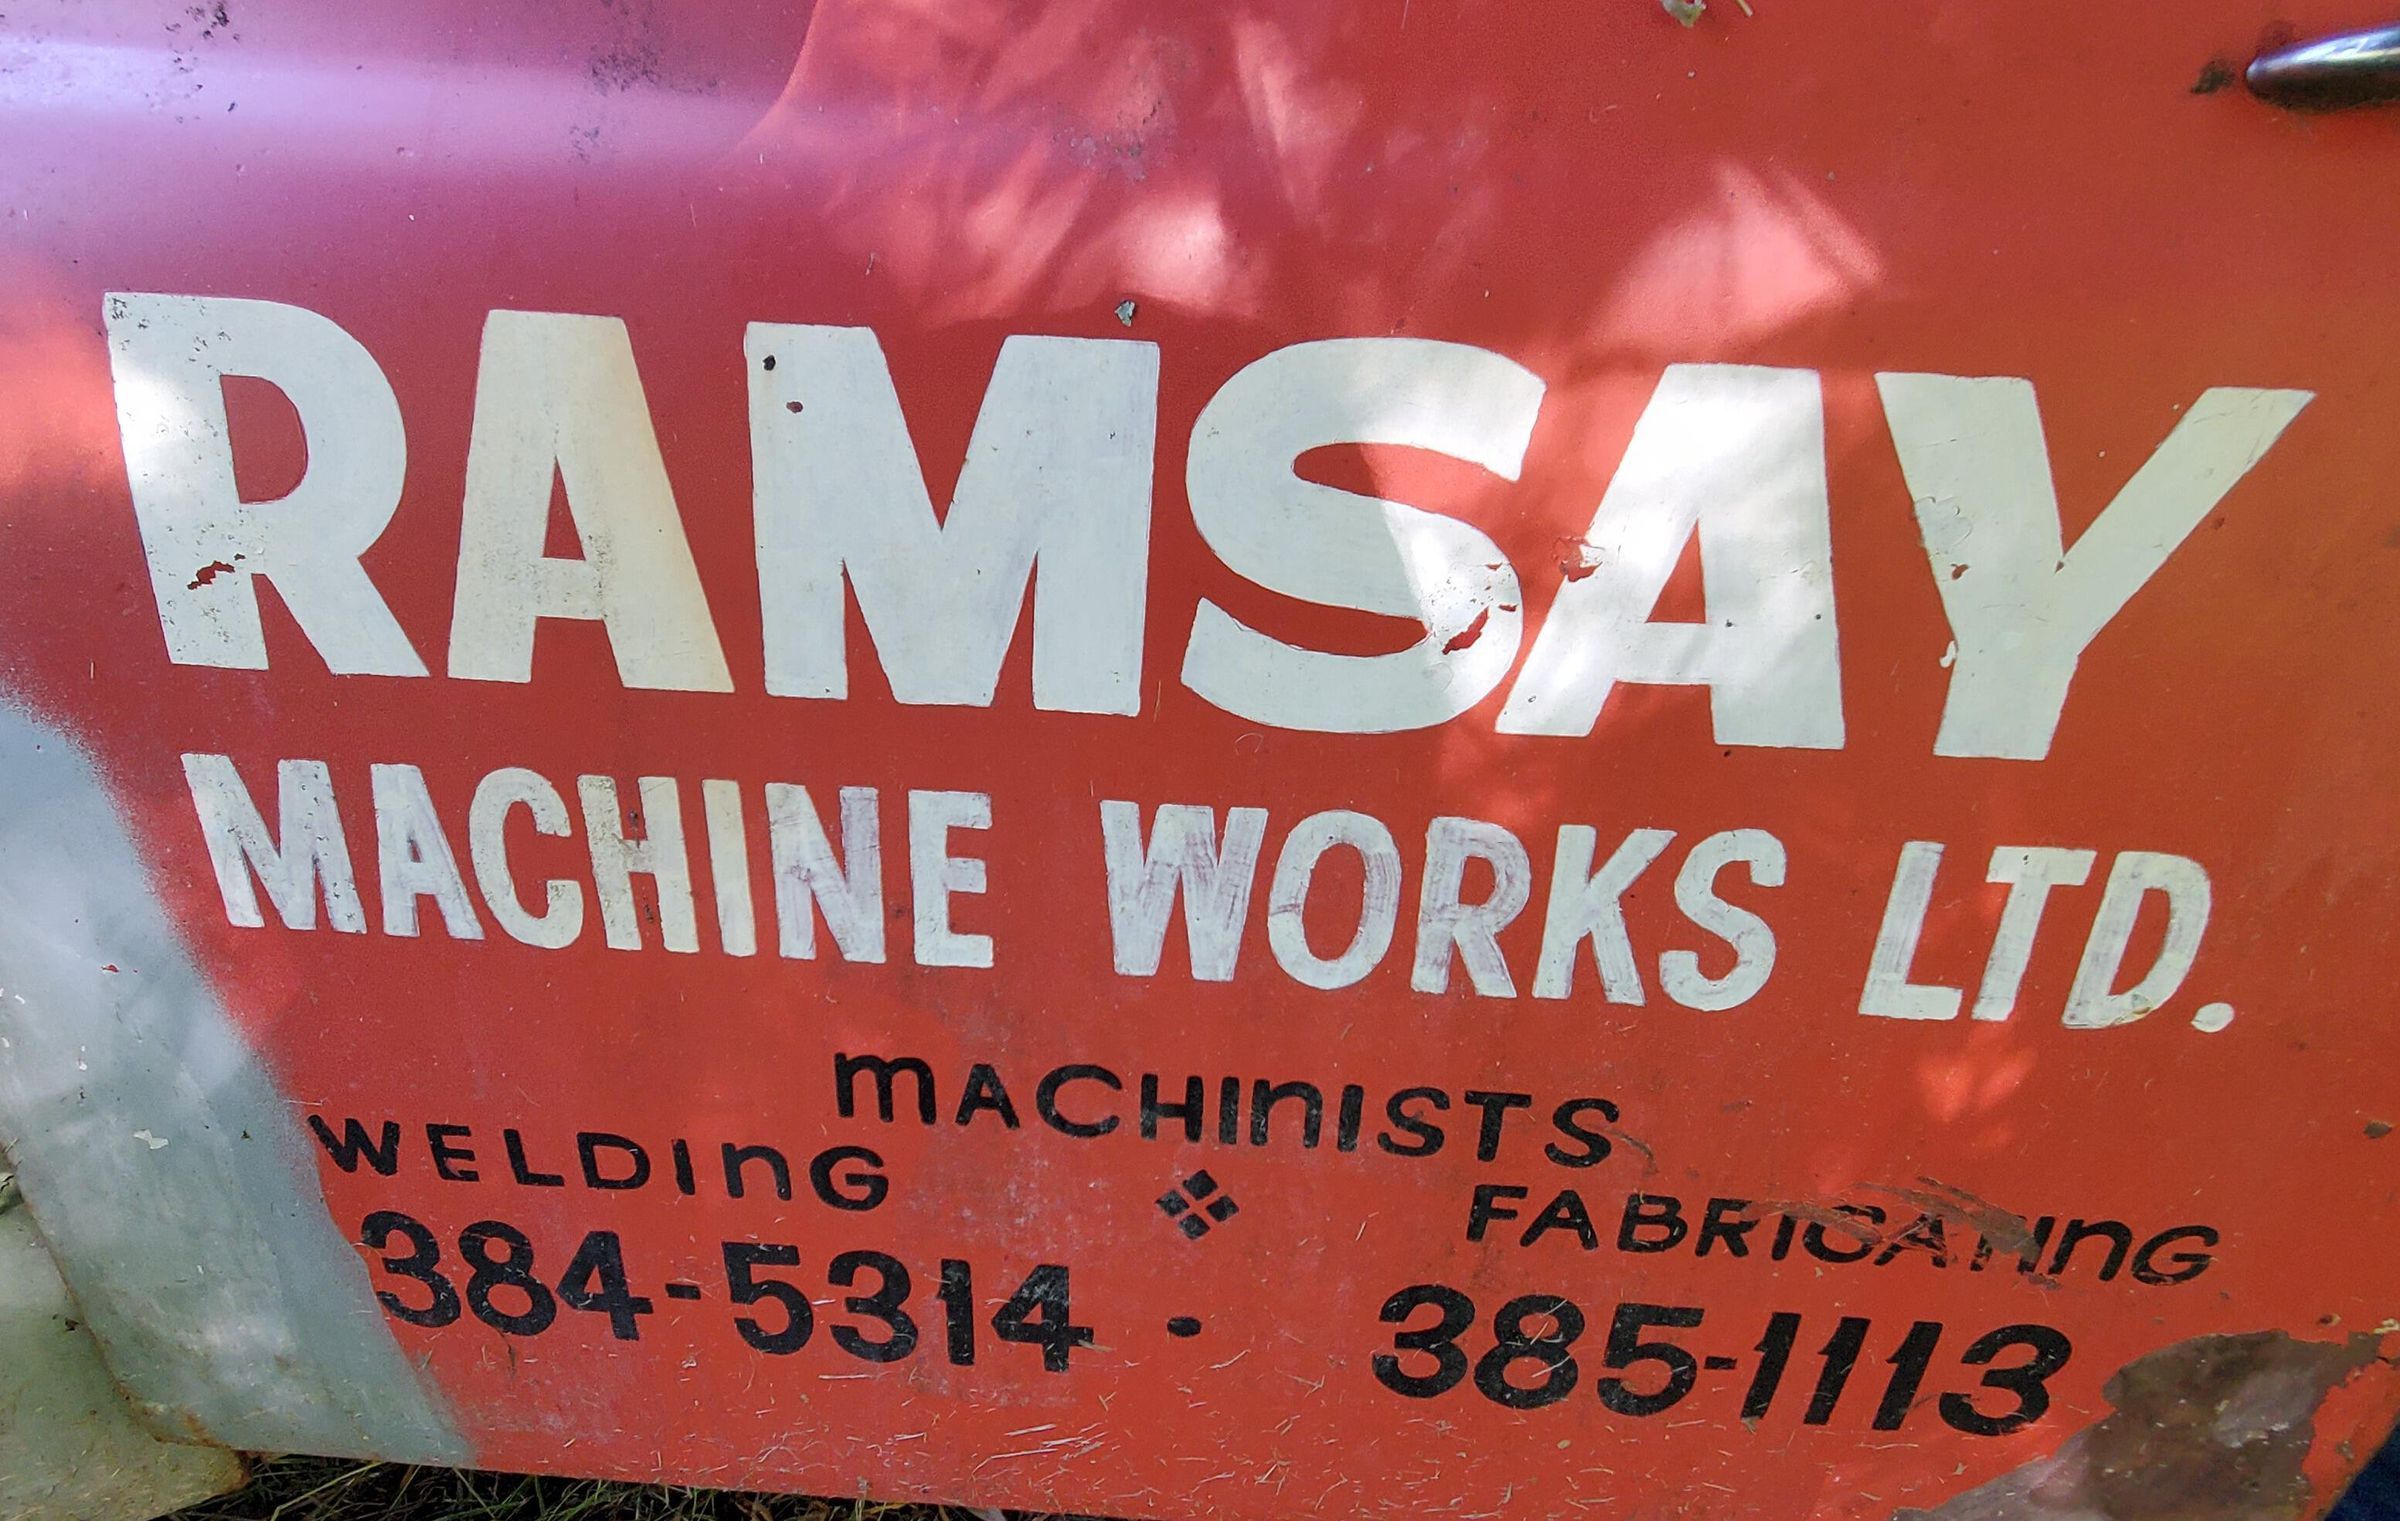 RAMSAY
MACHINE WORKS LTD.
MACHINISTS
WELDING
FABRICATING
384-5314 · 385-1113